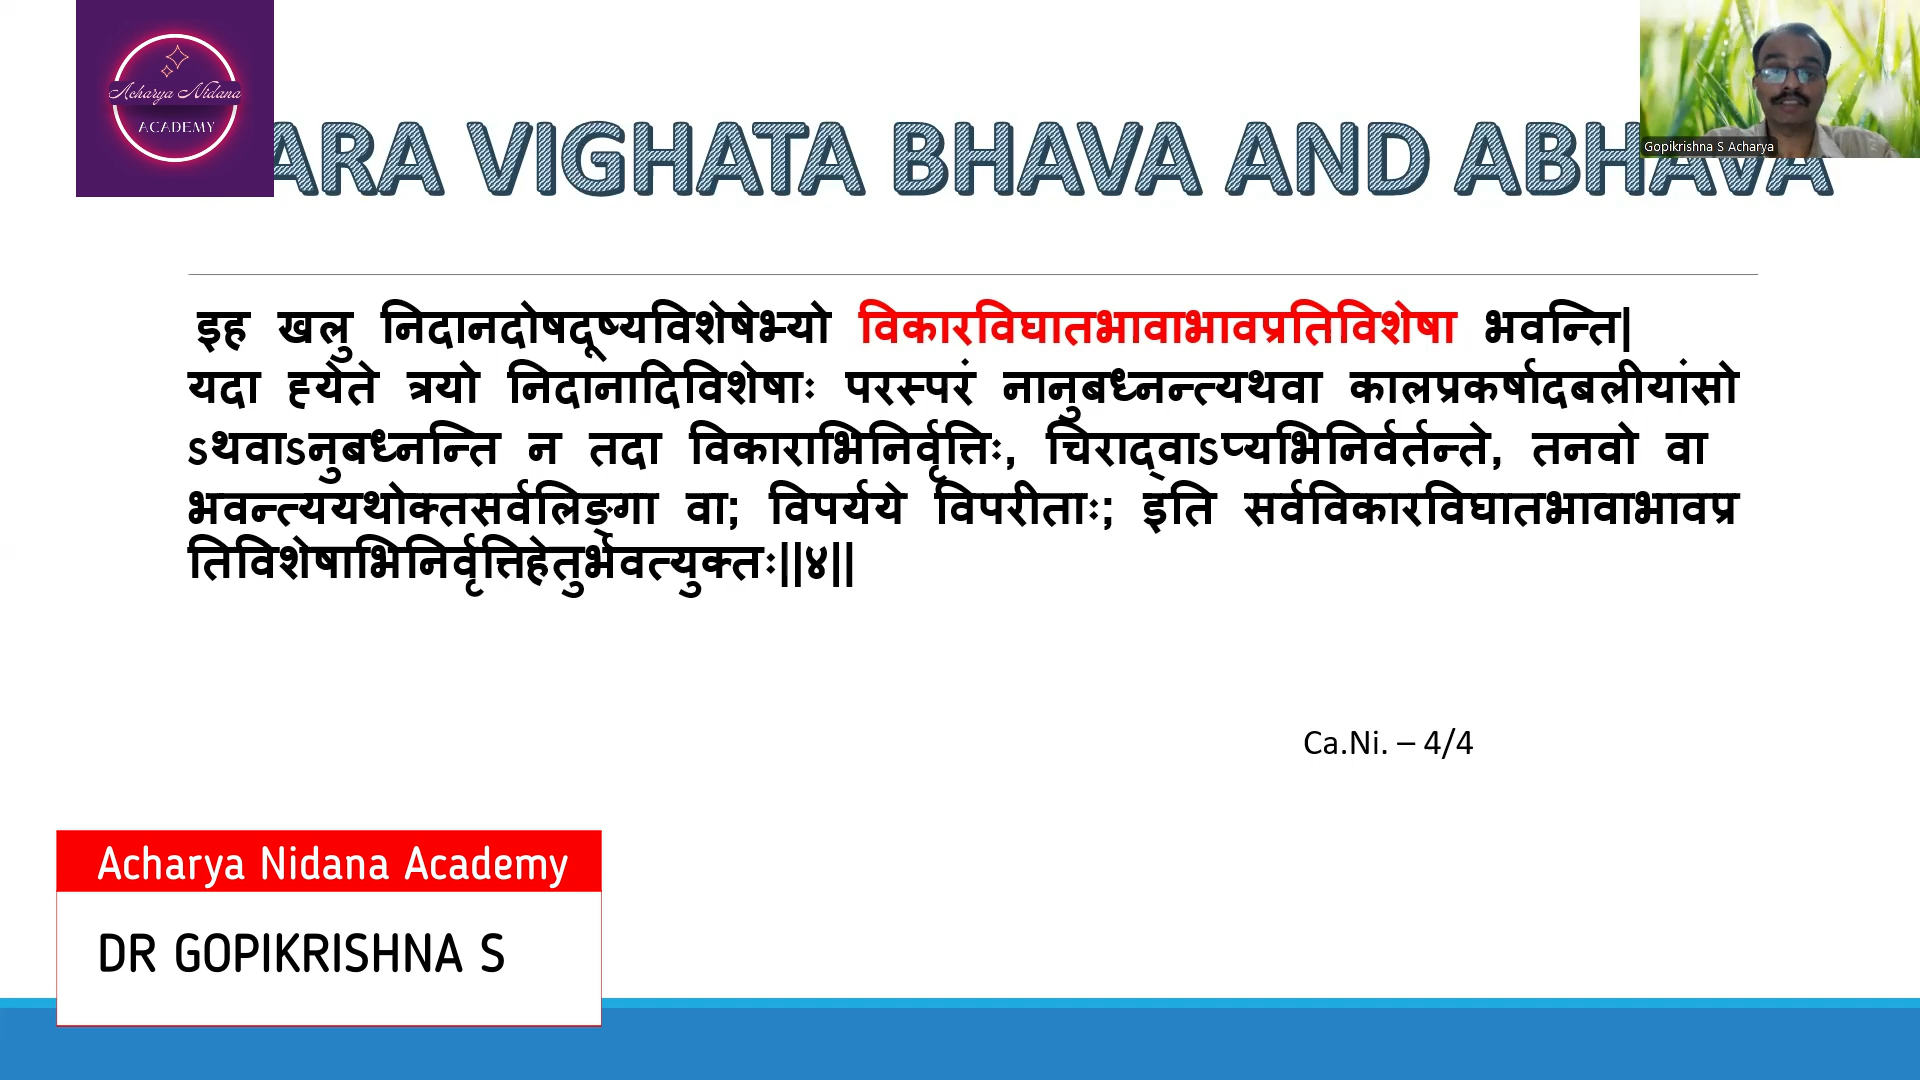 Acharya Nidana
ACADEMY
ARA VIGHATA BHAVA AND ABHAVA
Gopikrishna S Acharya
इह खलु निदानदोषदूष्यविशेषेभ्यो विकारविघातभावाभावप्रतिविशेषा भवन्ति|
यदा ह्येते त्रयो निदानादिविशेषाः परस्परं नानुबध्नन्त्यथवा कालप्रकर्षादबलीयांसो
ऽथवाऽनुबध्नन्ति न तदा विकाराभिनिर्वृत्तिः, चिराद्वाऽप्यभिनिर्वर्तन्ते, तनवो वा
भवन्त्ययथोक्तसर्वलिङ्गा वा; विपर्यये विपरीताः; इति सर्वविकारविघातभावाभावप्र
तिविशेषाभिनिर्वृत्तिहेतुर्भवत्युक्तः||४||
Ca.Ni. – 4/4
Acharya Nidana Academy
DR GOPIKRISHNA S